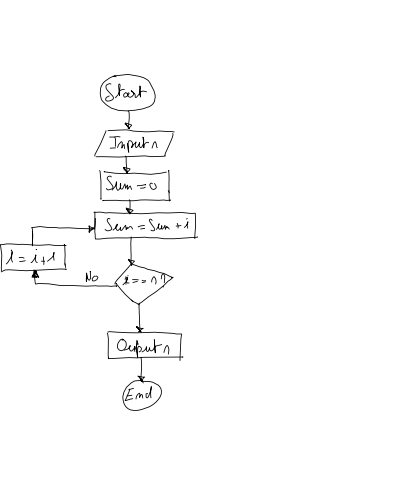 Start
Input n
Sum = 0
Sum = Sum + i
i = i + 1
No
i == n ?
Output n
End